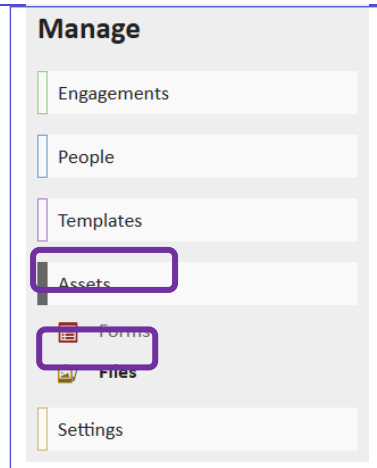 Manage
Engagements
People
Templates
Assets
Forms
Files
Settings